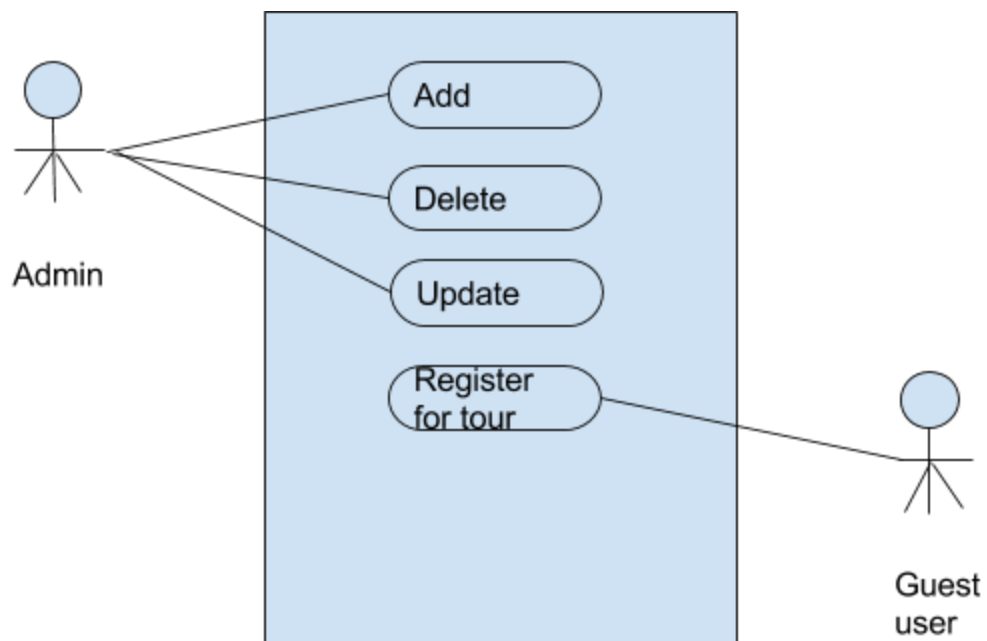 Add
Delete
Admin
Update
Register
for tour
Guest
user